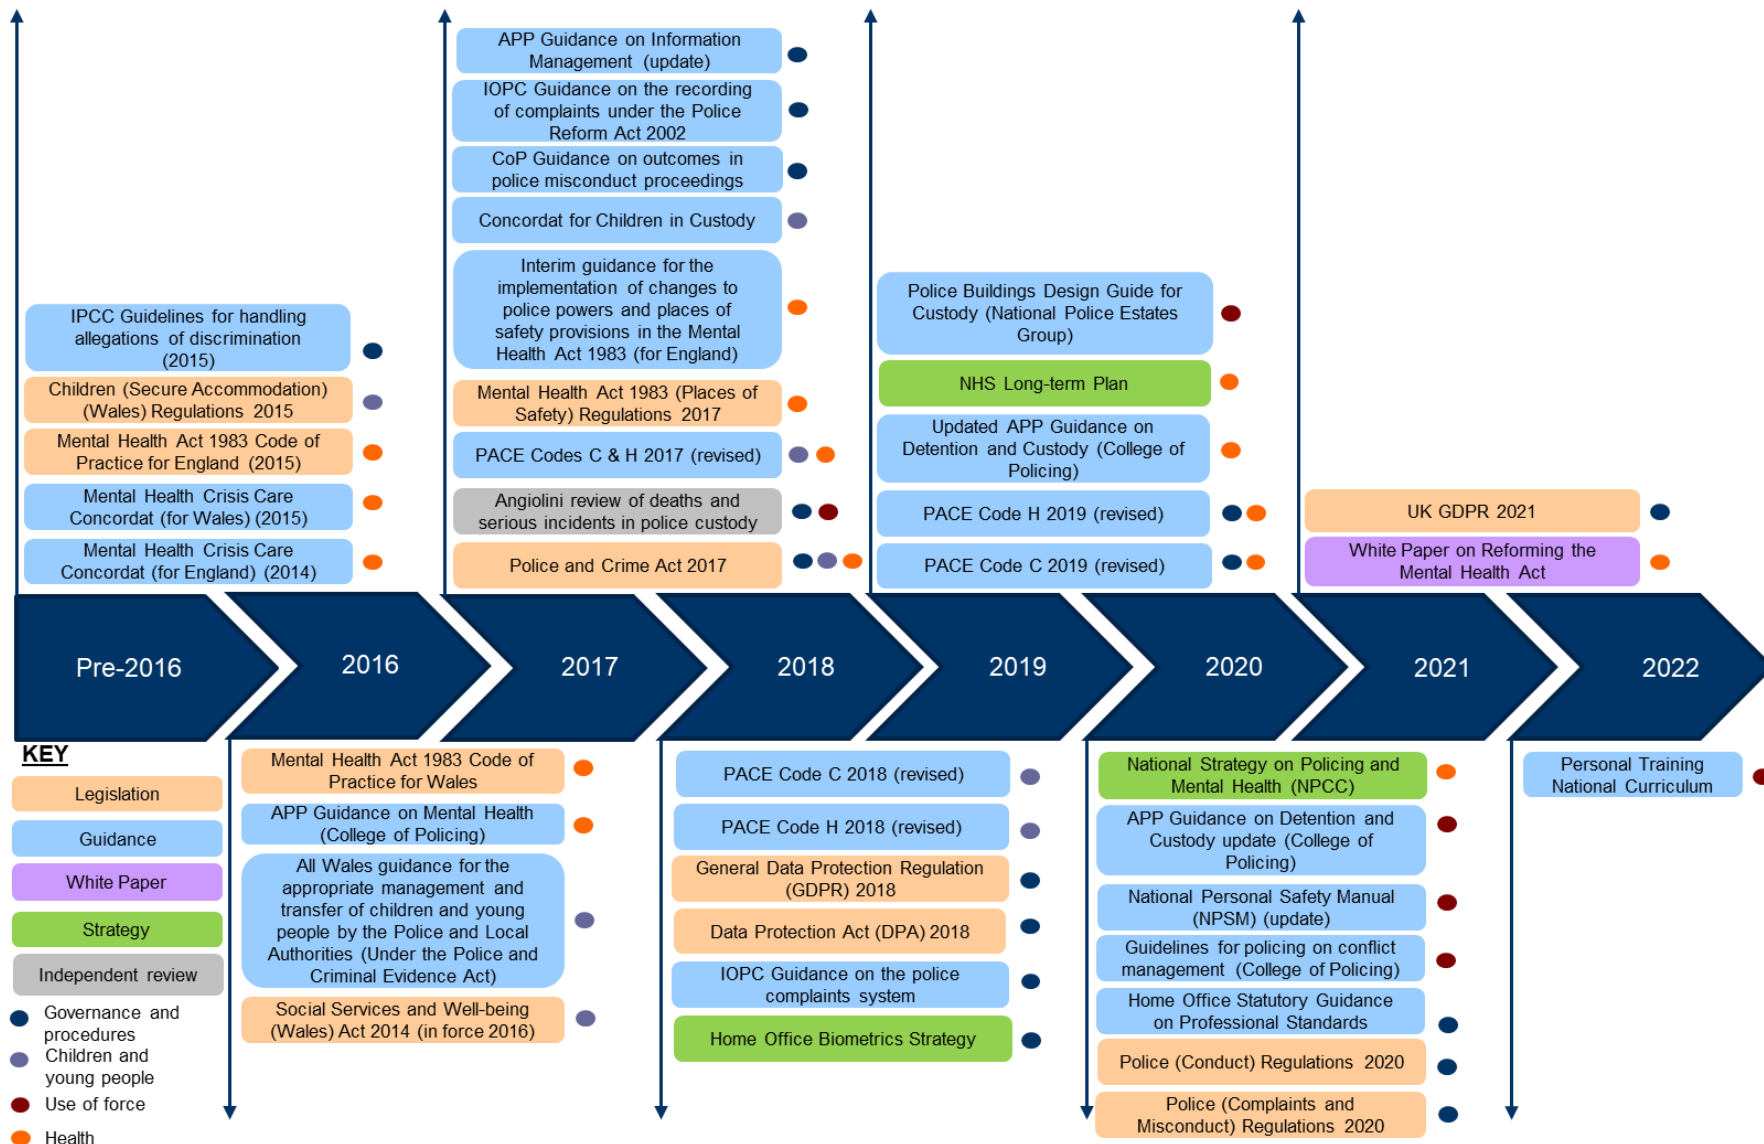 APP Guidance on Information
Management (update)
IOPC Guidance on the recording
of complaints under the Police
Reform Act 2002
CoP Guidance on outcomes in
police misconduct proceedings
Concordat for Children in Custody
Interim guidance for the
implementation of changes to
police powers and places of
safety provisions in the Mental
Health Act 1983 (for England)
Mental Health Act 1983 (Places
of Safety) Regulations 2017
PACE Codes C & H 2017 (revised)
Angiolini review of deaths and
serious incidents in police custody
Police and Crime Act 2017
IPCC Guidelines for handling
allegations of discrimination
(2015)
Children (Secure Accommodation)
(Wales) Regulations 2015
Mental Health Act 1983 Code of
Practice for England (2015)
Mental Health Crisis Care
Concordat (for Wales) (2015)
Mental Health Crisis Care
Concordat (for England) (2014)
Police Buildings Design Guide for
Custody (National Police Estates
Group)
NHS Long-term Plan
Updated APP Guidance on
Detention and Custody (College of
Policing)
PACE Code H 2019 (revised)
PACE Code C 2019 (revised)
UK GDPR 2021
White Paper on Reforming the
Mental Health Act
Pre-2016
2016
2017
2018
2019
2020
2021
2022
KEY
Legislation
Guidance
White Paper
Strategy
Independent review
Governance and
procedures
Children and
young people
Use of force
Health
Mental Health Act 1983 Code of
Practice for Wales
APP Guidance on Mental Health
(College of Policing)
All Wales guidance for the
appropriate management and
transfer of children and young
people by the Police and Local
Authorities (Under the Police and
Criminal Evidence Act)
Social Services and Well-being
(Wales) Act 2014 (in force 2016)
PACE Code C 2018 (revised)
PACE Code H 2018 (revised)
General Data Protection Regulation
(GDPR) 2018
Data Protection Act (DPA) 2018
IOPC Guidance on the police
complaints system
Home Office Biometrics Strategy
National Strategy on Policing and
Mental Health (NPCC)
APP Guidance on Detention and
Custody update (College of
Policing)
National Personal Safety Manual
(NPSM) (update)
Guidelines for policing on conflict
management (College of Policing)
Home Office Statutory Guidance
on Professional Standards
Police (Conduct) Regulations 2020
Police (Complaints and
Misconduct) Regulations 2020
Personal Training
National Curriculum